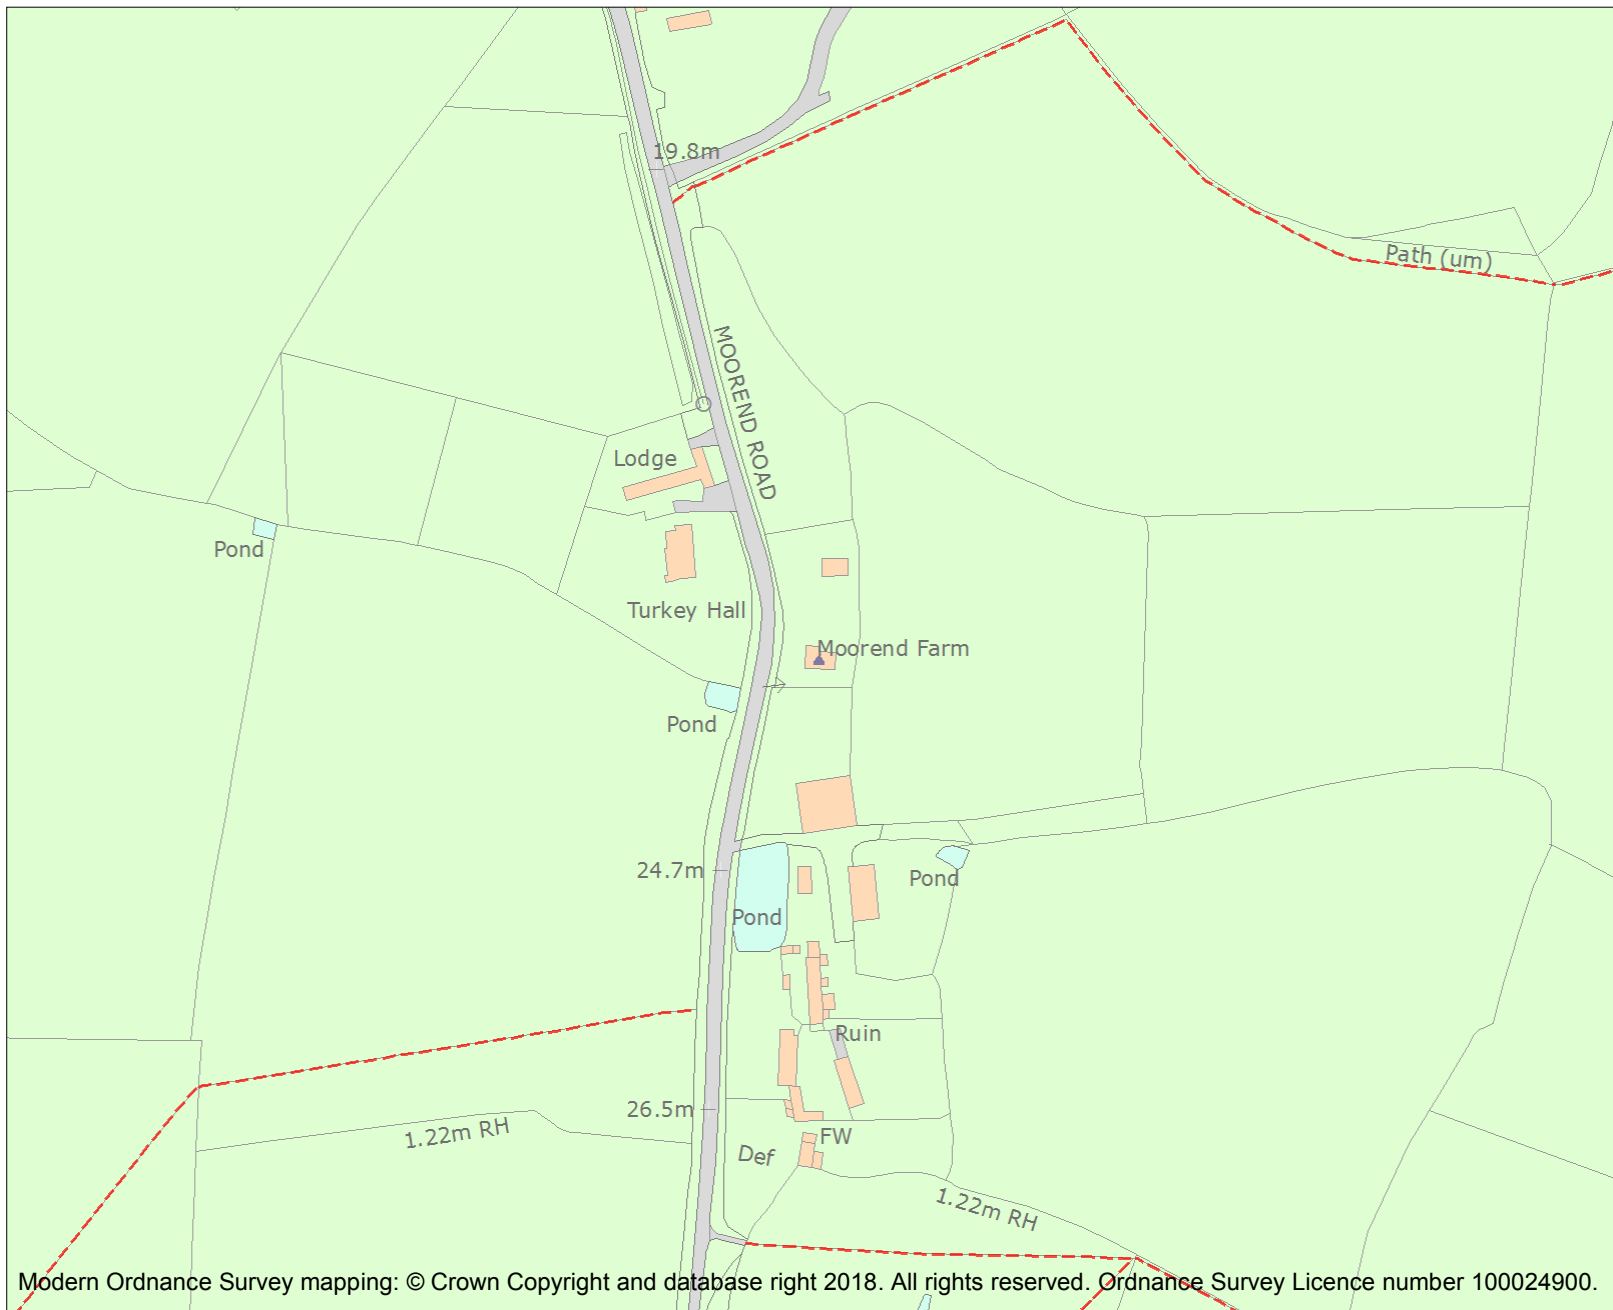 19.8m
Path (um)
MOOREND ROAD
Lodge
Pond
Turkey Hall
Moorend Farm
Pond
24.7m
Pond
Pond
Ruin
26.5m
1.22m RH
FW
Def
1.22m RH
Modern Ordnance Survey mapping: © Crown Copyright and database right 2018. All rights reserved. Ordnance Survey Licence number 100024900.